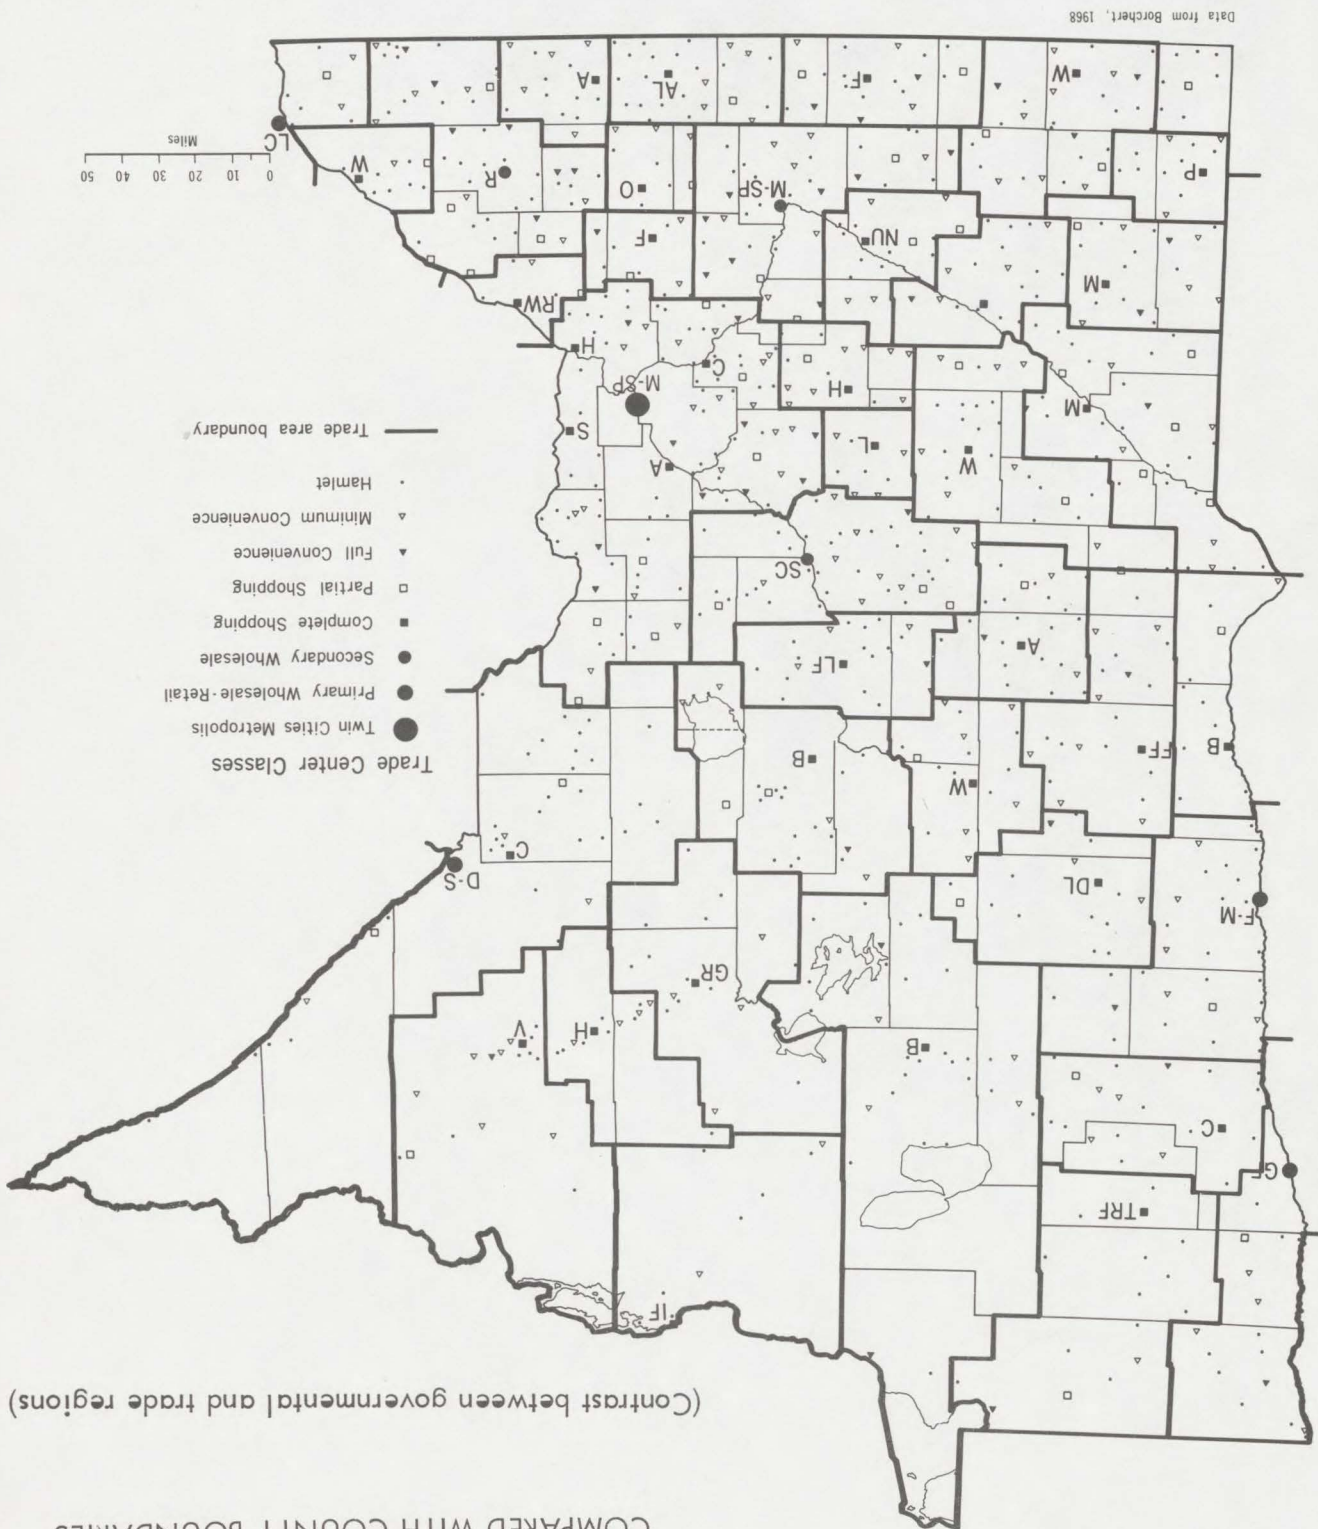 COMPARED WITH COUNTY BOUNDARIES
(Contrast between governmental and trade regions)
IF
TRF
GF
C
B
V
H
GR
F-M
DL
D-S
C
W
B
FF
B
LF
A
SC
Trade Center Classes
Twin Cities Metropolis
Primary Wholesale-Retail
Secondary Wholesale
Complete Shopping
Partial Shopping
Full Convenience
Minimum Convenience
Hamlet
Trade area boundary
A
S
W
L
M
M-SP
H
C
H
RW
M
NU
F
M-SP
O
R
P
W
LC
0 10 20 30 40 50
Miles
W
F
AL
A
Data from Borchert, 1968